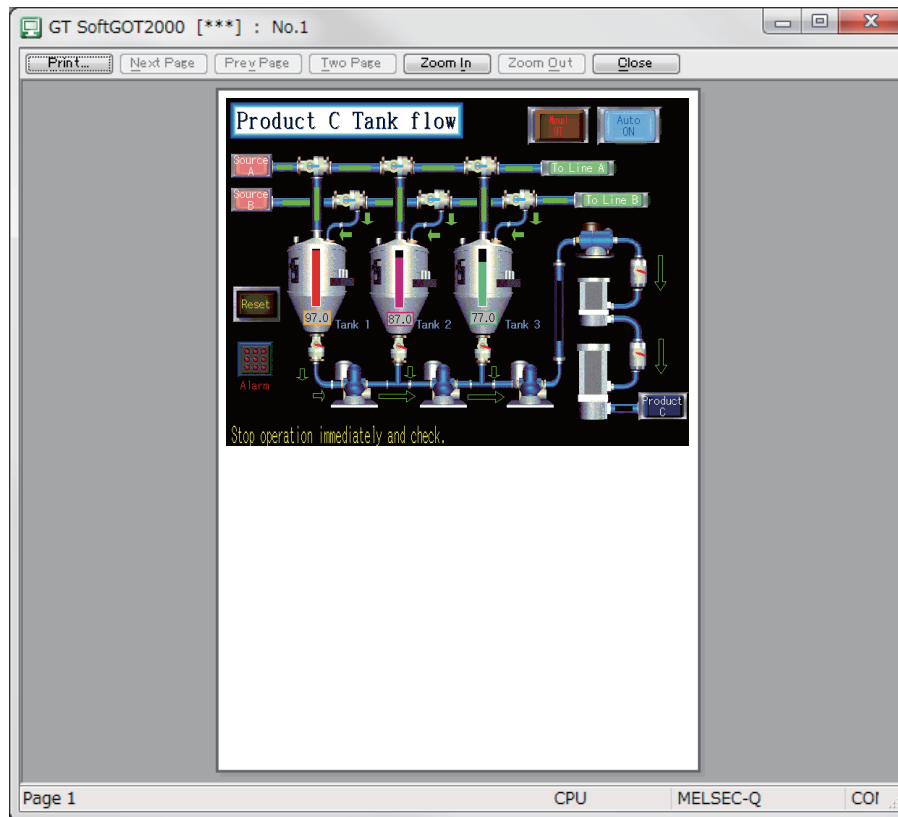 GT SoftGOT2000 [***] : No.1
Print... Next Page Prev Page Two Page Zoom In Zoom Out Close
Product C Tank flow
Auto
ON
Source
A
To Line A
Source
B
To Line B
Reset
97.0
Tank 1
87.0
Tank 2
77.0
Tank 3
Alarm
Product
C
Stop operation immediately and check.
Page 1
CPU
MELSEC-Q